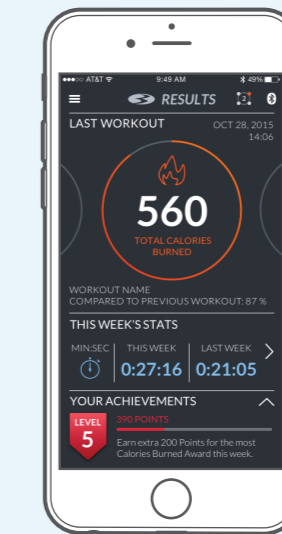 AT&T 9:49 AM 49%
RESULTS 2
LAST WORKOUT OCT 28, 2015
14:06
560
TOTAL CALORIES
BURNED
WORKOUT NAME
COMPARED TO PREVIOUS WORKOUT: 87 %
THIS WEEK'S STATS
MIN:SEC THIS WEEK LAST WEEK
0:27:16 0:21:05
YOUR ACHIEVEMENTS
LEVEL 390 POINTS
5 Earn extra 200 Points for the most
Calories Burned Award this week.